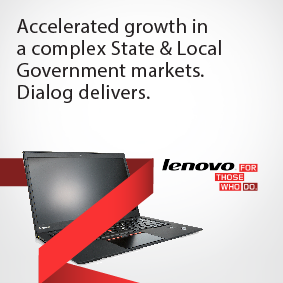 Accelerated growth in
a complex State & Local
Government markets.
Dialog delivers.
lenovo FOR
THOSE
WHO DO.